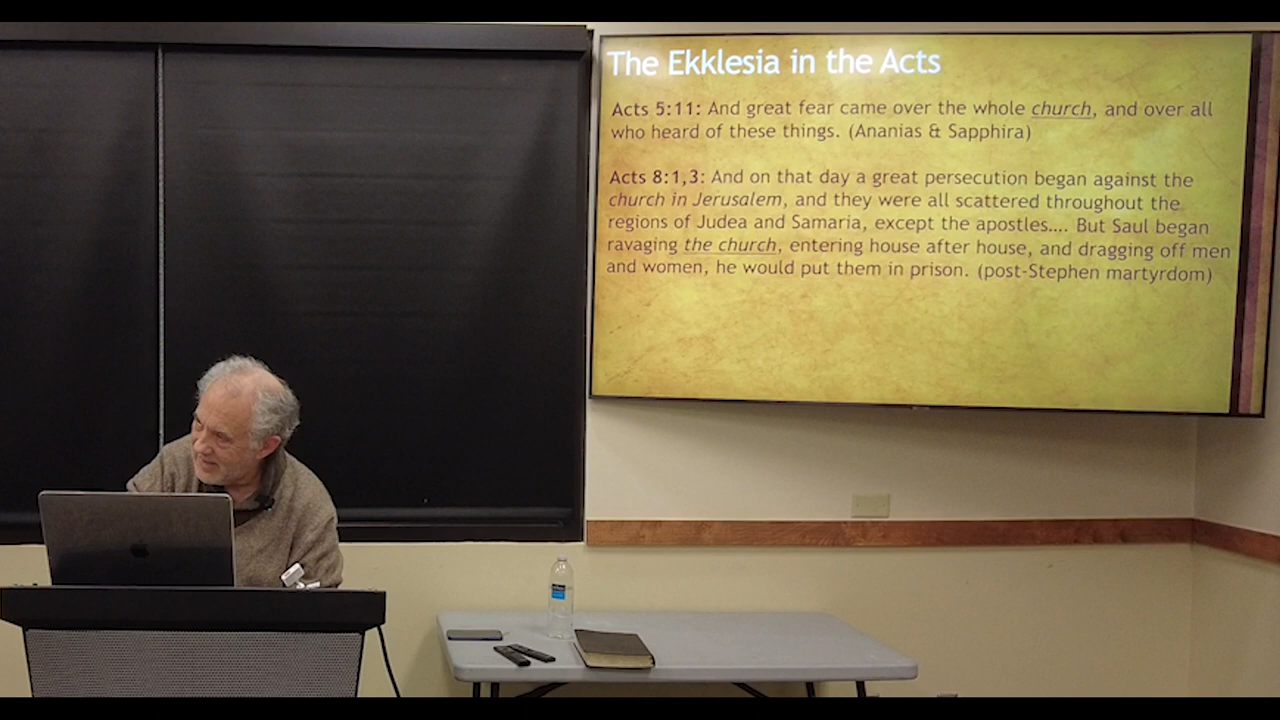 The Ekklesia in the Acts
Acts 5:11: And great fear came over the whole church, and over all
who heard of these things. (Ananias & Sapphira)
Acts 8:1,3: And on that day a great persecution began against the
church in Jerusalem, and they were all scattered throughout the
regions of Judea and Samaria, except the apostles.... But Saul began
ravaging the church, entering house after house, and dragging off men
and women, he would put them in prison. (post-Stephen martyrdom)